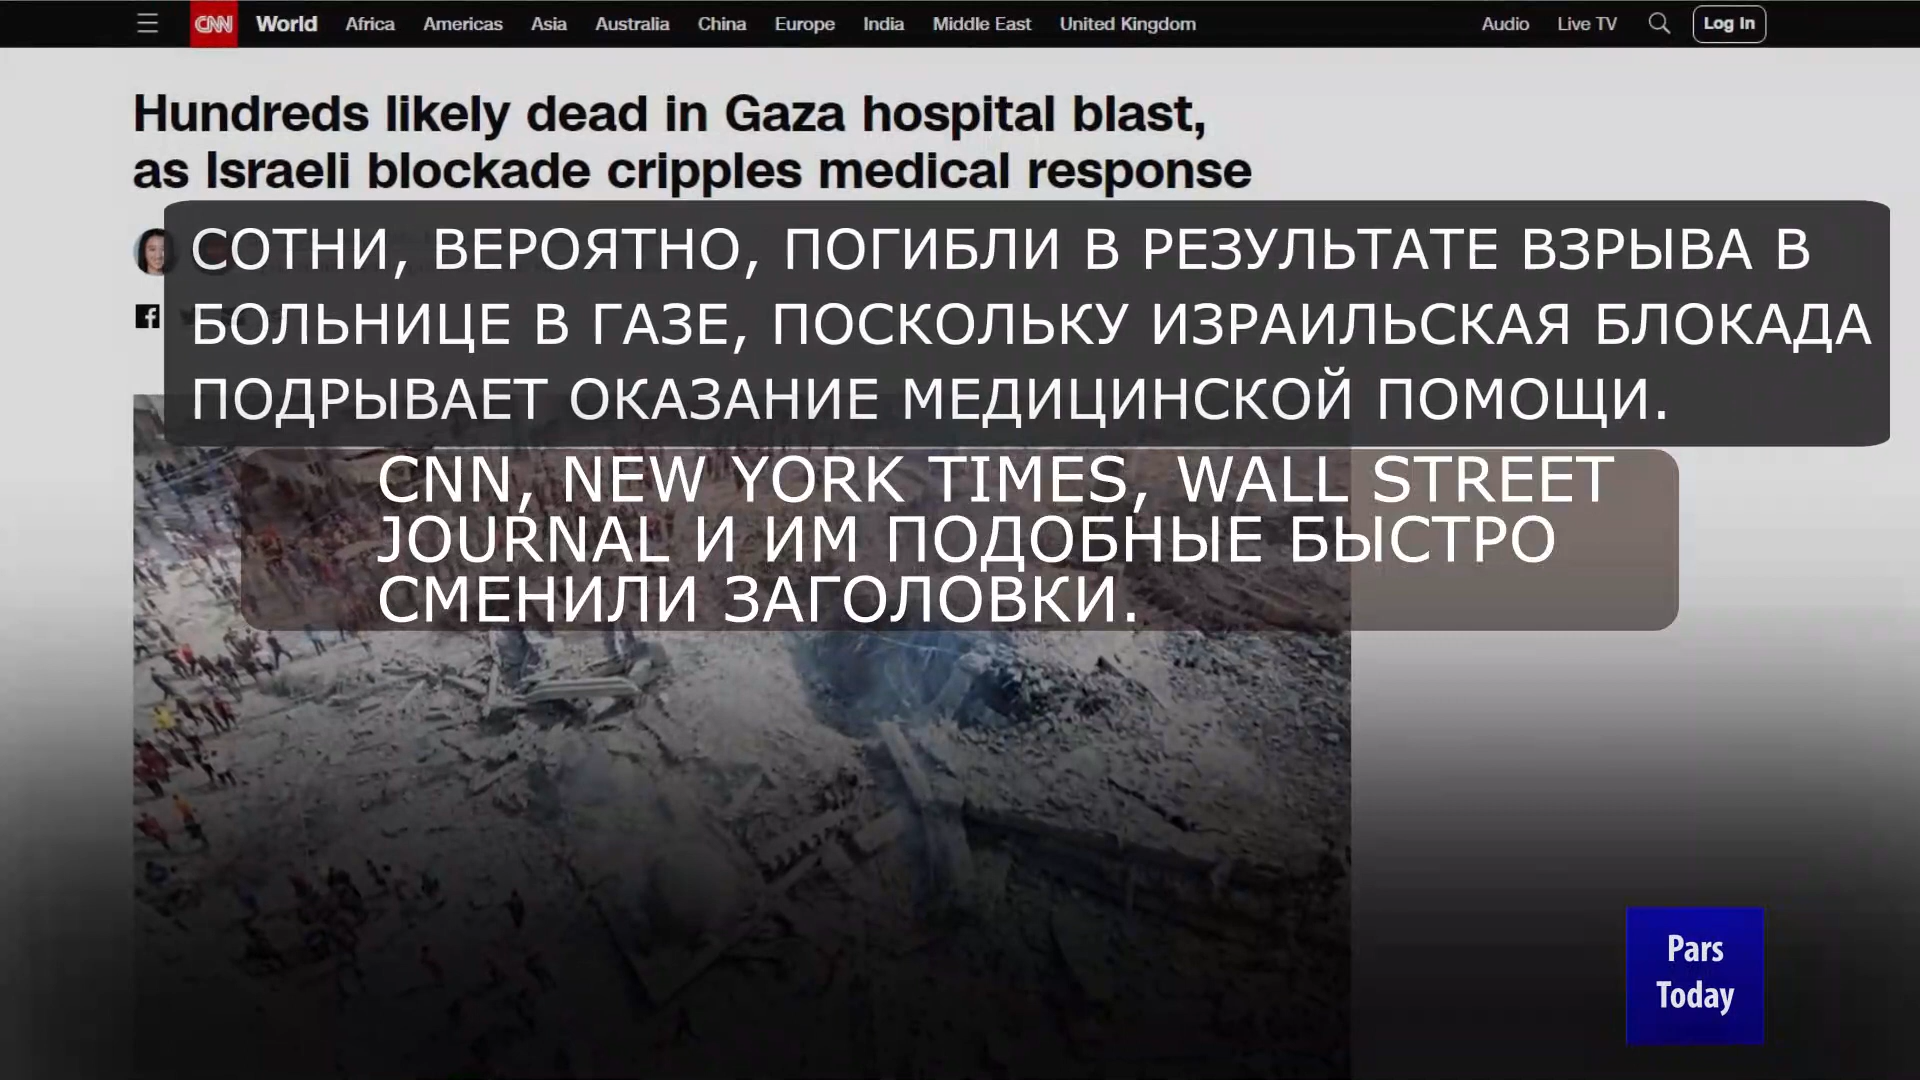 CNN World Africa Americas Asia Australia China Europe India Middle East United Kingdom Audio Live TV Log In
Hundreds likely dead in Gaza hospital blast,
as Israeli blockade cripples medical response
СОТНИ, ВЕРОЯТНО, ПОГИБЛИ В РЕЗУЛЬТАТЕ ВЗРЫВА В
БОЛЬНИЦЕ В ГАЗЕ, ПОСКОЛЬКУ ИЗРАИЛЬСКАЯ БЛОКАДА
ПОДРЫВАЕТ ОКАЗАНИЕ МЕДИЦИНСКОЙ ПОМОЩИ.
CNN, NEW YORK TIMES, WALL STREET
JOURNAL И ИМ ПОДОБНЫЕ БЫСТРО
СМЕНИЛИ ЗАГОЛОВКИ.
Pars
Today